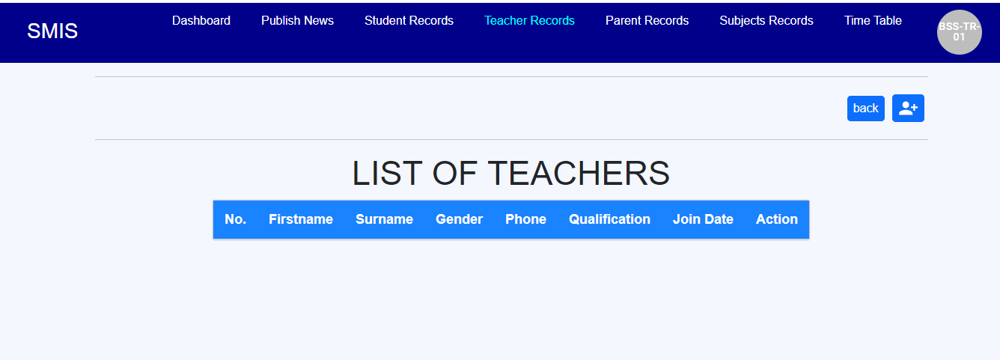 SMIS
Dashboard Publish News Student Records Teacher Records Parent Records Subjects Records Time Table
BSS-TR-
01
back
LIST OF TEACHERS
No. Firstname Surname Gender Phone Qualification Join Date Action